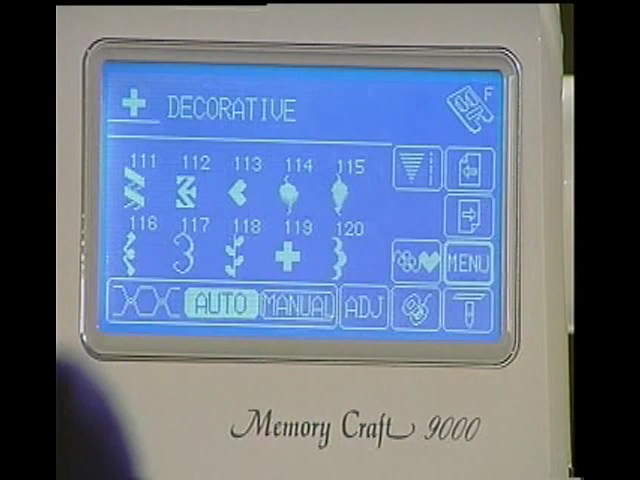 DECORATIVE F
111 112 113 114 115
116 117 118 119 120
MENU
AUTO MANUAL ADJ
Memory Craft 9000